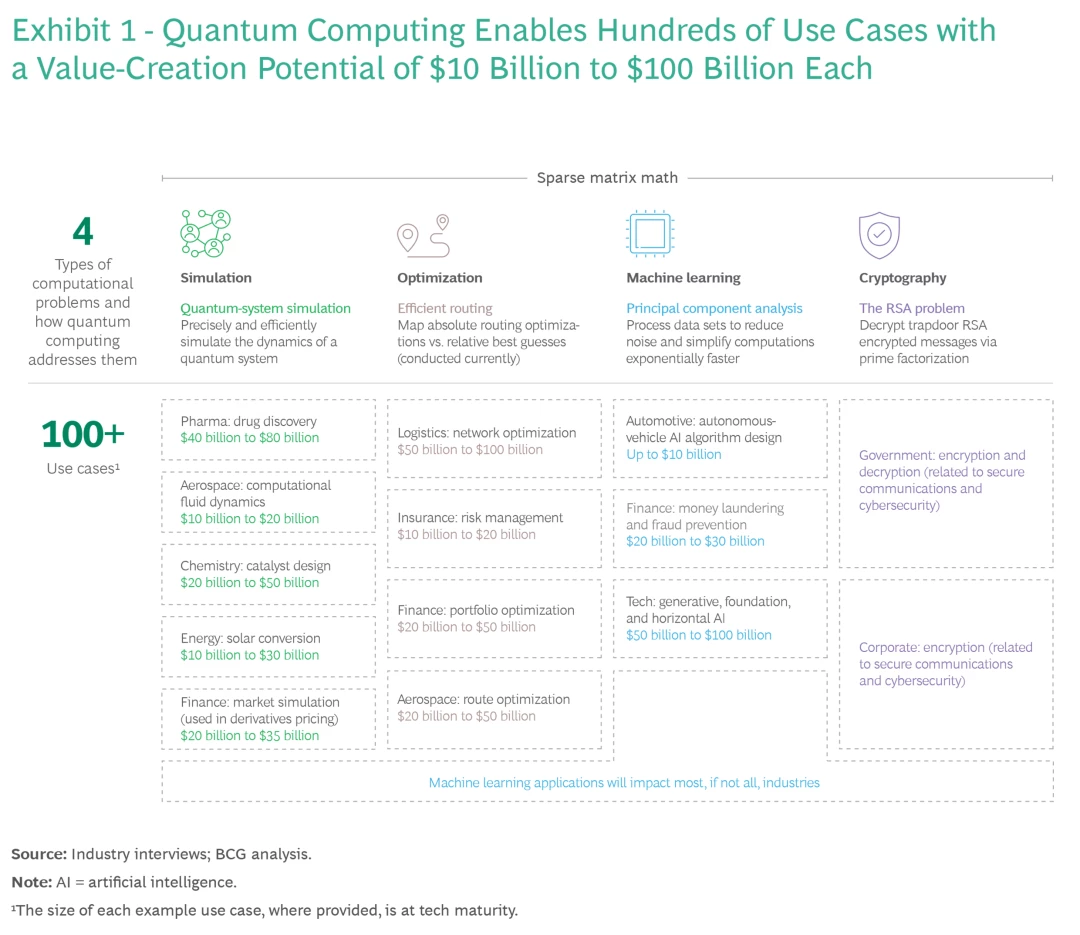 Exhibit 1 - Quantum Computing Enables Hundreds of Use Cases with
a Value-Creation Potential of $10 Billion to $100 Billion Each
Sparse matrix math
4
Types of
computational
problems and
how quantum
computing
addresses them
Simulation
Quantum-system simulation
Precisely and efficiently
simulate the dynamics of a
quantum system
Optimization
Efficient routing
Map absolute routing optimiza-
tions vs. relative best guesses
(conducted currently)
Machine learning
Principal component analysis
Process data sets to reduce
noise and simplify computations
exponentially faster
Cryptography
The RSA problem
Decrypt trapdoor RSA
encrypted messages via
prime factorization
100+
Use cases¹
Pharma: drug discovery
$40 billion to $80 billion
Aerospace: computational
fluid dynamics
$10 billion to $20 billion
Chemistry: catalyst design
$20 billion to $50 billion
Energy: solar conversion
$10 billion to $30 billion
Finance: market simulation
(used in derivatives pricing)
$20 billion to $35 billion
Logistics: network optimization
$50 billion to $100 billion
Insurance: risk management
$10 billion to $20 billion
Finance: portfolio optimization
$20 billion to $50 billion
Aerospace: route optimization
$20 billion to $50 billion
Automotive: autonomous-
vehicle AI algorithm design
Up to $10 billion
Finance: money laundering
and fraud prevention
$20 billion to $30 billion
Tech: generative, foundation,
and horizontal AI
$50 billion to $100 billion
Government: encryption and
decryption (related to secure
communications and
cybersecurity)
Corporate: encryption (related
to secure communications
and cybersecurity)
Machine learning applications will impact most, if not all, industries
Source: Industry interviews; BCG analysis.
Note: AI = artificial intelligence.
¹The size of each example use case, where provided, is at tech maturity.